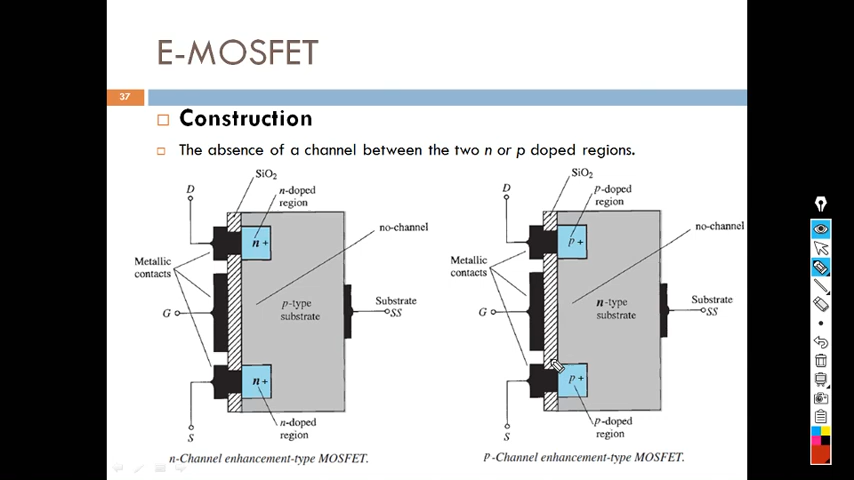 E-MOSFET
37
Construction
The absence of a channel between the two n or p doped regions.
SiO2
D
n-doped
region
no-channel
n+
Metallic
contacts
p-type
substrate
Substrate
SS
G
n+
n-doped
region
S
n-Channel enhancement-type MOSFET.
SiO2
D
p-doped
region
no-channel
p+
Metallic
contacts
n-type
substrate
Substrate
SS
G
p+
p-doped
region
S
p-Channel enhancement-type MOSFET.